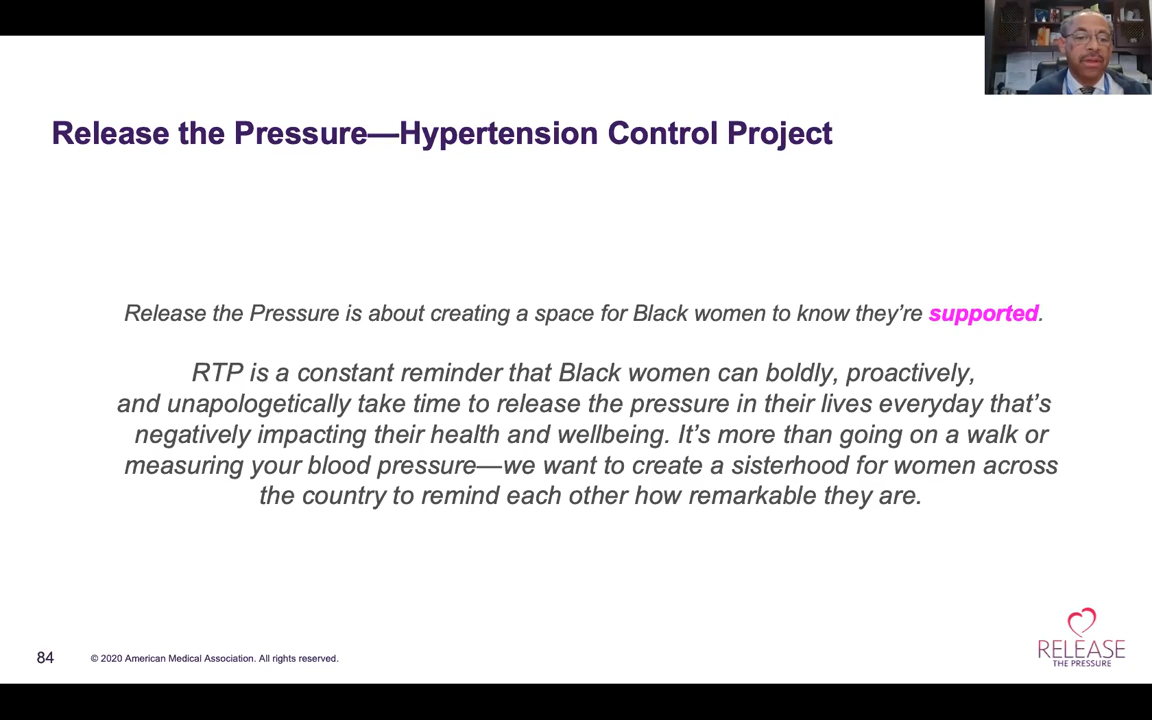 Release the Pressure—Hypertension Control Project
Release the Pressure is about creating a space for Black women to know they’re supported.
RTP is a constant reminder that Black women can boldly, proactively,
and unapologetically take time to release the pressure in their lives everyday that’s
negatively impacting their health and wellbeing. It’s more than going on a walk or
measuring your blood pressure—we want to create a sisterhood for women across
the country to remind each other how remarkable they are.
84
© 2020 American Medical Association. All rights reserved.
RELEASE
THE PRESSURE